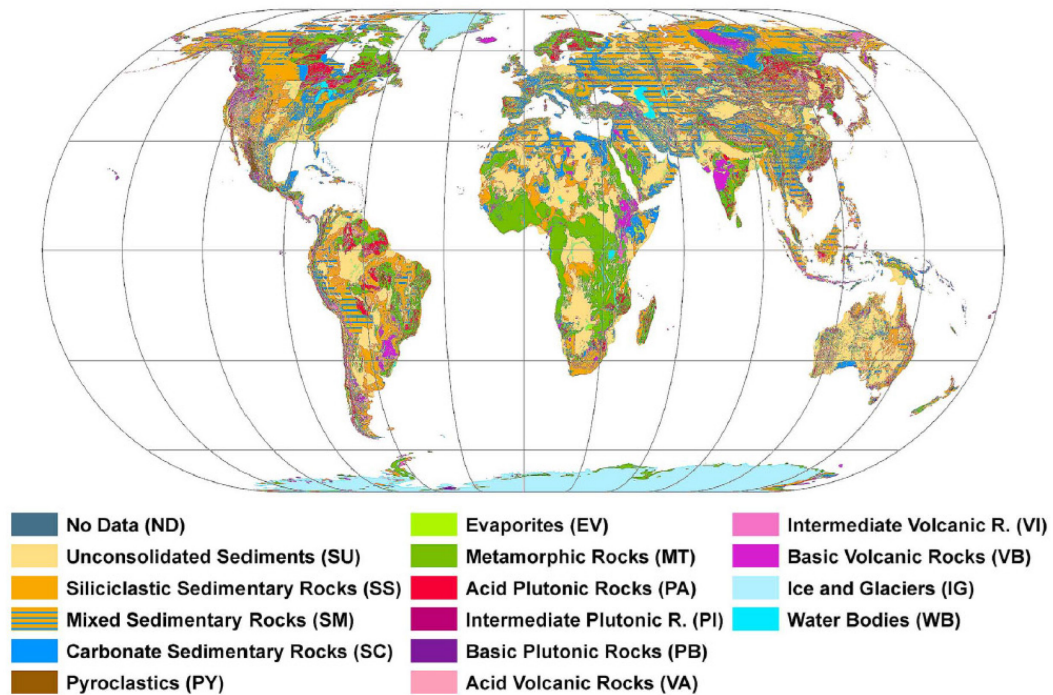 No Data (ND)
Unconsolidated Sediments (SU)
Siliciclastic Sedimentary Rocks (SS)
Mixed Sedimentary Rocks (SM)
Carbonate Sedimentary Rocks (SC)
Pyroclastics (PY)
Evaporites (EV)
Metamorphic Rocks (MT)
Acid Plutonic Rocks (PA)
Intermediate Plutonic R. (PI)
Basic Plutonic Rocks (PB)
Acid Volcanic Rocks (VA)
Intermediate Volcanic R. (VI)
Basic Volcanic Rocks (VB)
Ice and Glaciers (IG)
Water Bodies (WB)